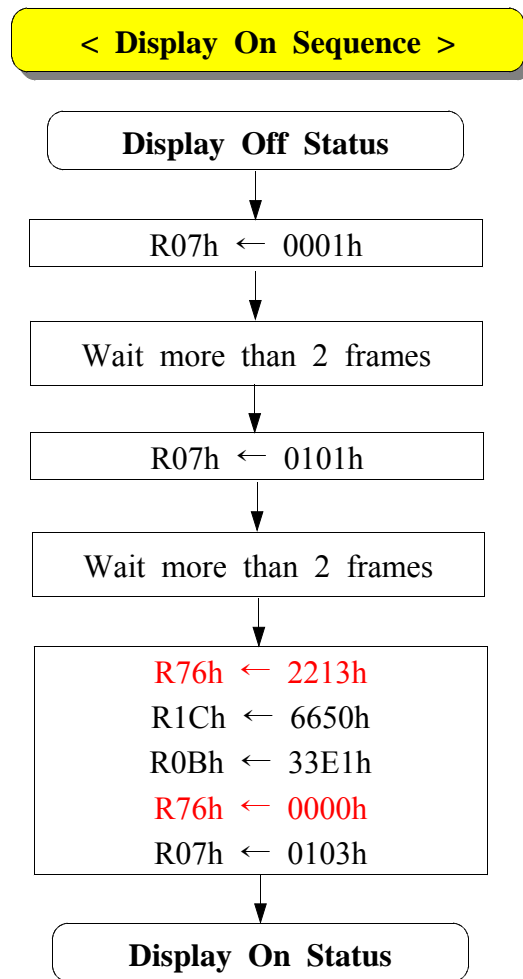 < Display On Sequence >
Display Off Status
R07h ← 0001h
Wait more than 2 frames
R07h ← 0101h
Wait more than 2 frames
R76h ← 2213h
R1Ch ← 6650h
R0Bh ← 33E1h
R76h ← 0000h
R07h ← 0103h
Display On Status